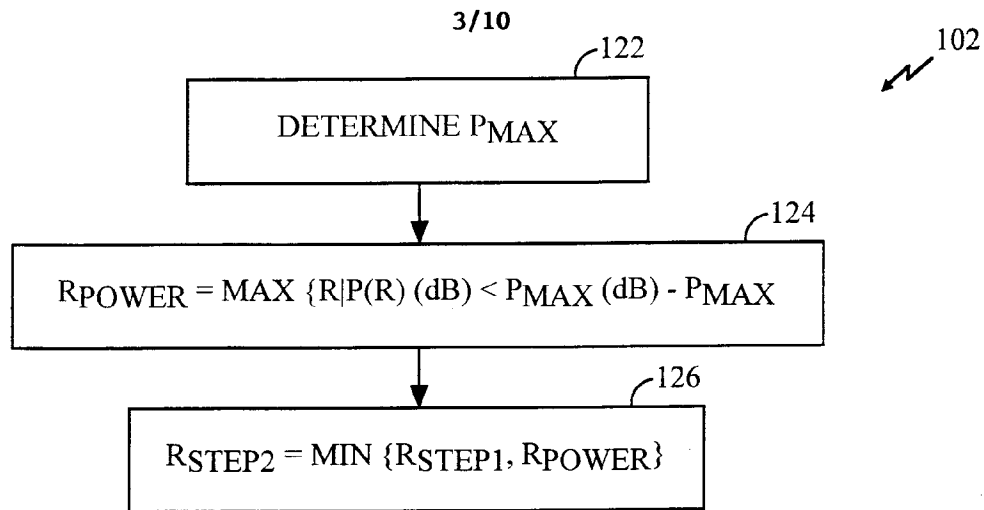 3/10
102
122
DETERMINE PMAX
124
RPOWER = MAX {R|P(R) (dB) < PMAX (dB) - PMAX
126
RSTEP2 = MIN {RSTEP1, RPOWER}